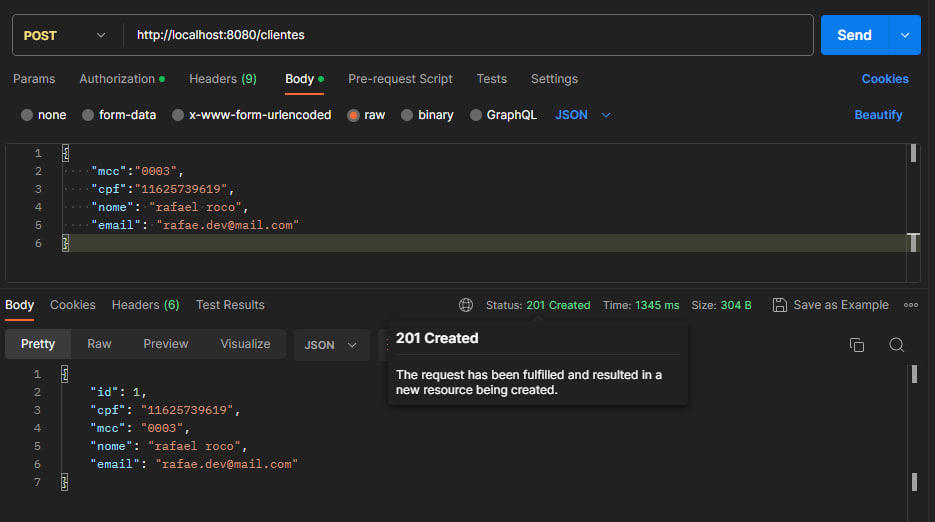 POST http://localhost:8080/clientes Send
Params Authorization Headers (9) Body Pre-request Script Tests Settings Cookies
none form-data x-www-form-urlencoded raw binary GraphQL JSON Beautify
1 {
2 "mcc":"0003",
3 "cpf":"11625739619",
4 "nome": "rafael roco",
5 "email": "rafae.dev@mail.com"
6 }
Body Cookies Headers (6) Test Results Status: 201 Created Time: 1345 ms Size: 304 B Save as Example
Pretty Raw Preview Visualize JSON
201 Created
The request has been fulfilled and resulted in a
new resource being created.
1 {
2 "id": 1,
3 "cpf": "11625739619",
4 "mcc": "0003",
5 "nome": "rafael roco",
6 "email": "rafae.dev@mail.com"
7 }